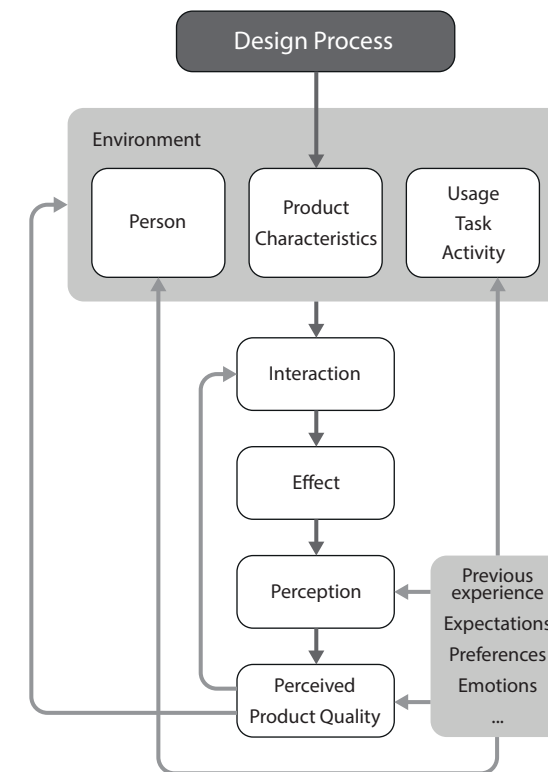 Design Process
Environment
Person
Product
Characteristics
Usage
Task
Activity
Interaction
Effect
Perception
Previous
experience
Expectations
Preferences
Emotions
...
Perceived
Product Quality